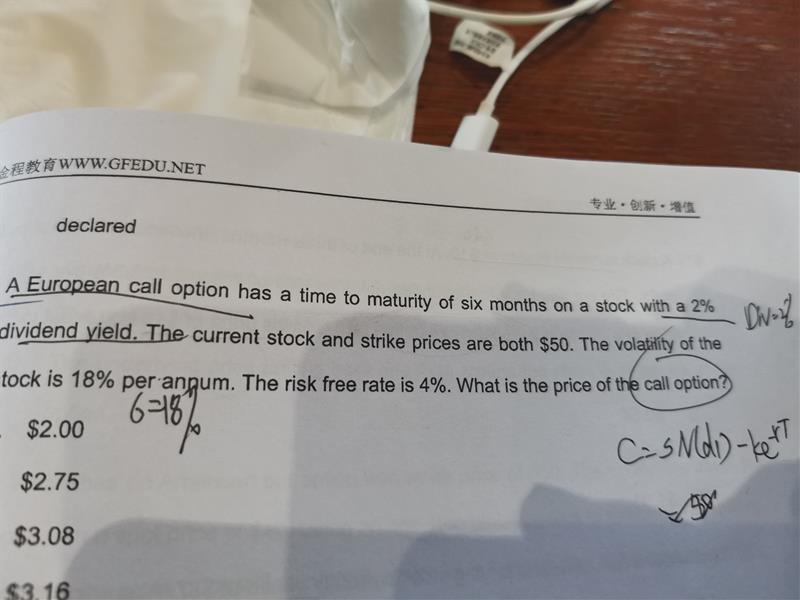 金程教育WWW.GFEDU.NET
专业·创新·增值
declared
A European call option has a time to maturity of six months on a stock with a 2%
Div=2%
dividend yield. The current stock and strike prices are both $50. The volatility of the
tock is 18% per annum. The risk free rate is 4%. What is the price of the call option?
6=18%
$2.00
C=SN(d1)-ke-rT
$2.75
$3.08
$3.16